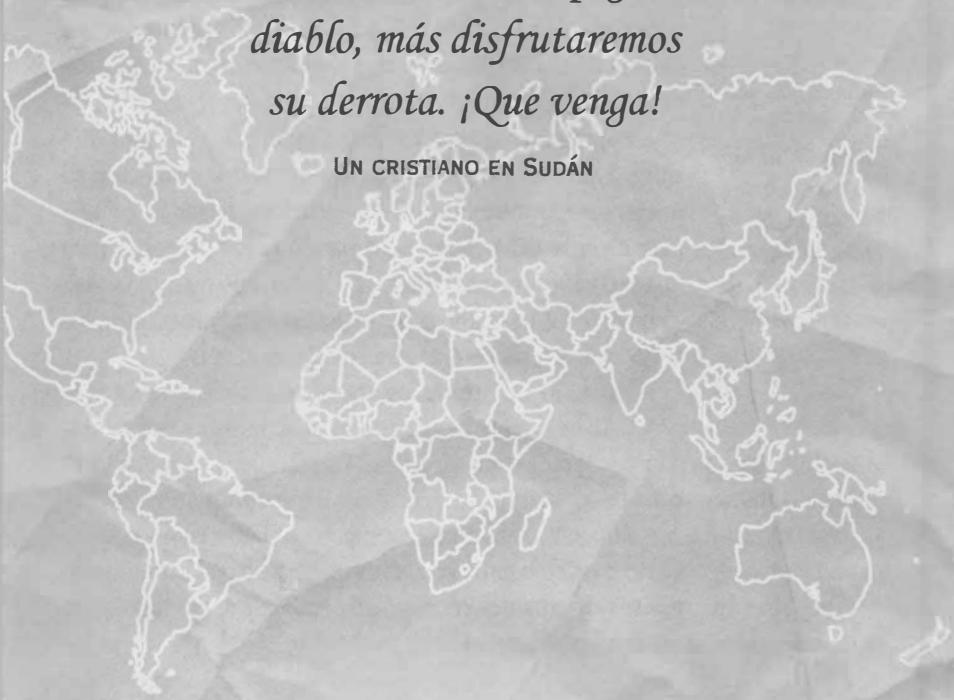 diablo, más disfrutaremos
su derrota. ¡Que venga!
Un cristiano en Sudán